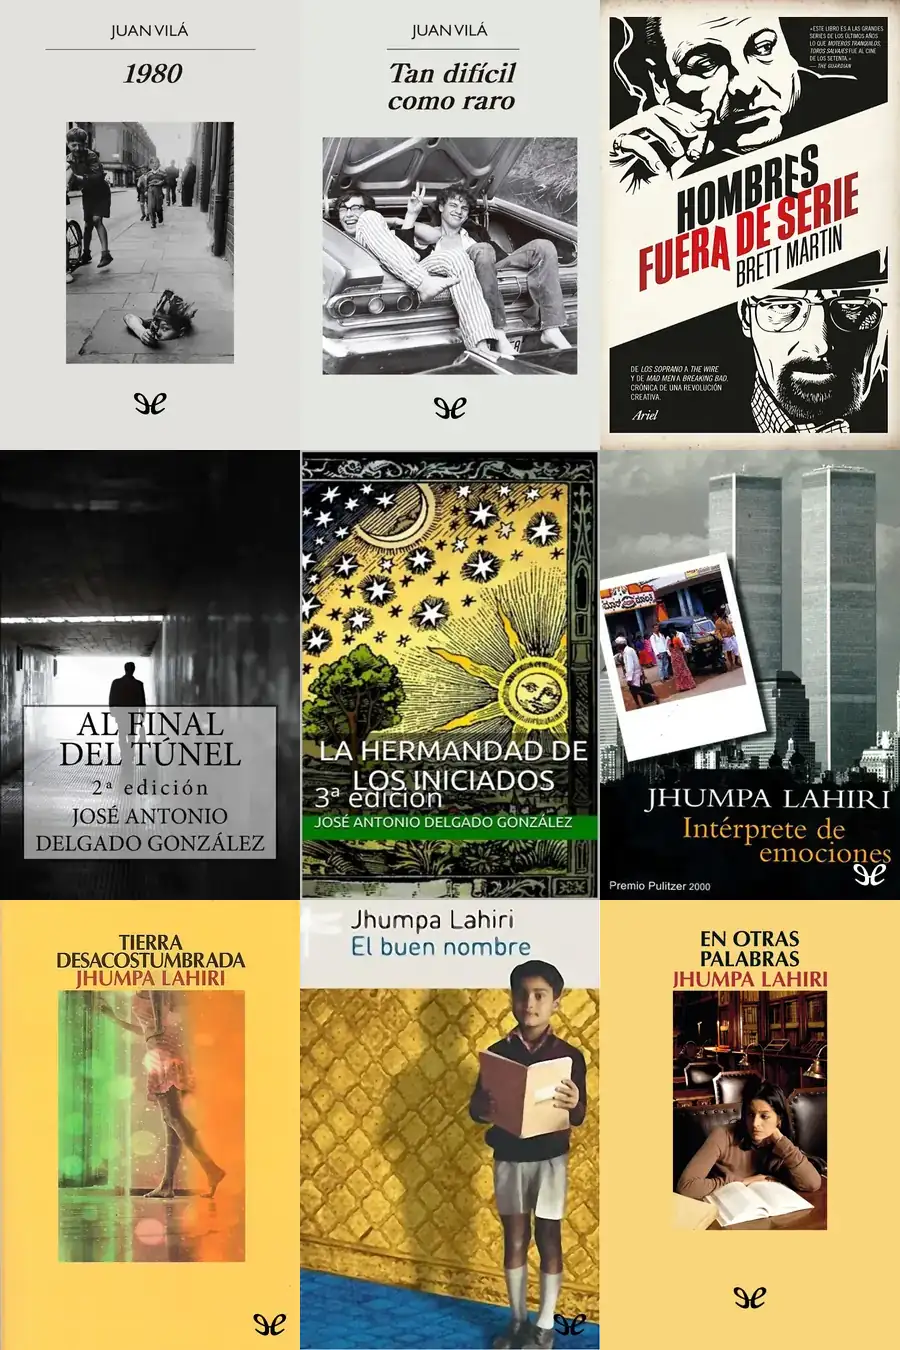 JUAN VILÁ
1980
JUAN VILÁ
Tan difícil
como raro
«ESTE LIBRO ES A LAS GRANDES
SERIES DE LOS ÚLTIMOS AÑOS
LO QUE MOTEROS TRANQUILOS,
TOROS SALVAJES FUE AL CINE
DE LOS SETENTA.»
— THE GUARDIAN
HOMBRES
FUERA DE SERIE
BRETT MARTIN
DE LOS SOPRANO A THE WIRE
Y DE MAD MEN A BREAKING BAD.
CRÓNICA DE UNA REVOLUCIÓN
CREATIVA.
Ariel
AL FINAL
DEL TÚNEL
2ª edición
JOSÉ ANTONIO
DELGADO GONZÁLEZ
LA HERMANDAD DE
LOS INICIADOS
3ª edición
JOSÉ ANTONIO DELGADO GONZÁLEZ
JHUMPA LAHIRI
Intérprete de
emociones
Premio Pulitzer 2000
TIERRA
DESACOSTUMBRADA
JHUMPA LAHIRI
Jhumpa Lahiri
El buen nombre
EN OTRAS
PALABRAS
JHUMPA LAHIRI